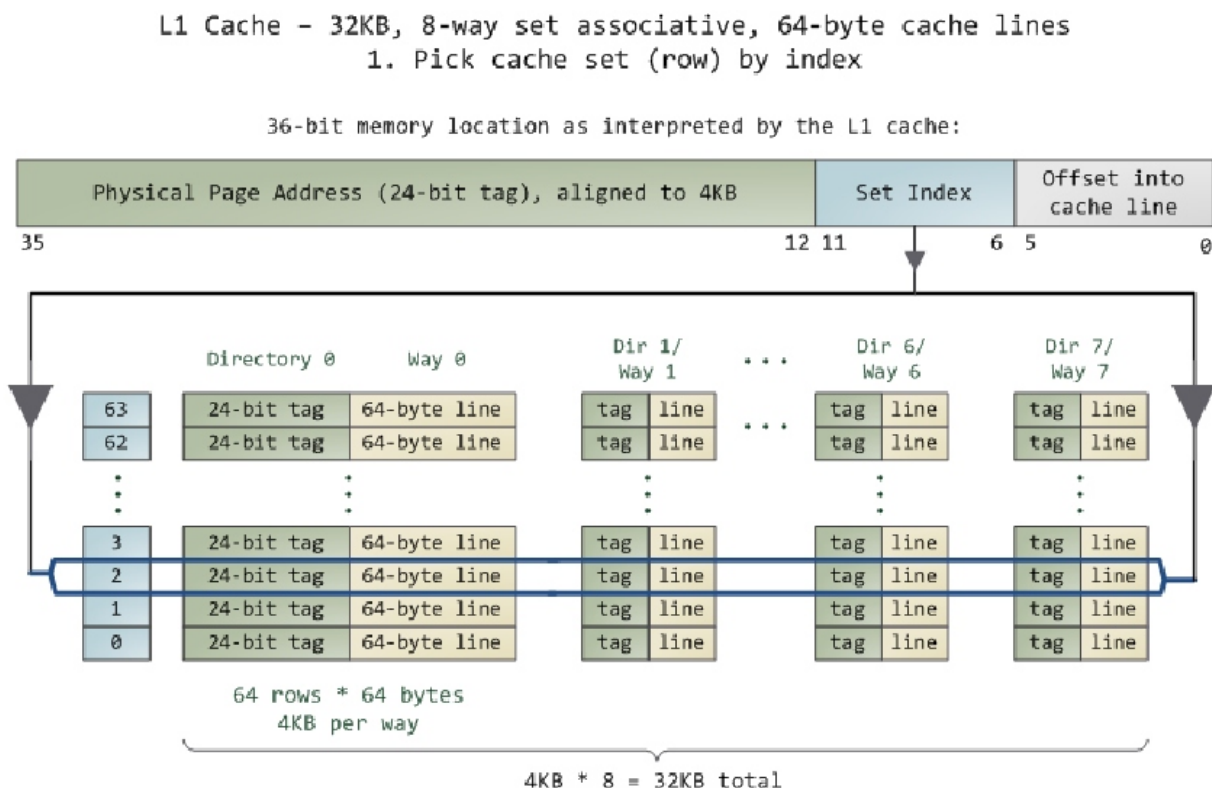 L1 Cache – 32KB, 8-way set associative, 64-byte cache lines
1. Pick cache set (row) by index
36-bit memory location as interpreted by the L1 cache:
Physical Page Address (24-bit tag), aligned to 4KB Set Index Offset into
cache line
35 12 11 6 5 0
Directory 0 Way 0 Dir 1/ ... Dir 6/ Dir 7/
Way 1 Way 6 Way 7
63 24-bit tag 64-byte line tag line ... tag line tag line
62 24-bit tag 64-byte line tag line tag line tag line
3 24-bit tag 64-byte line tag line tag line tag line
2 24-bit tag 64-byte line tag line tag line tag line
1 24-bit tag 64-byte line tag line tag line tag line
0 24-bit tag 64-byte line tag line tag line tag line
64 rows * 64 bytes
4KB per way
4KB * 8 = 32KB total